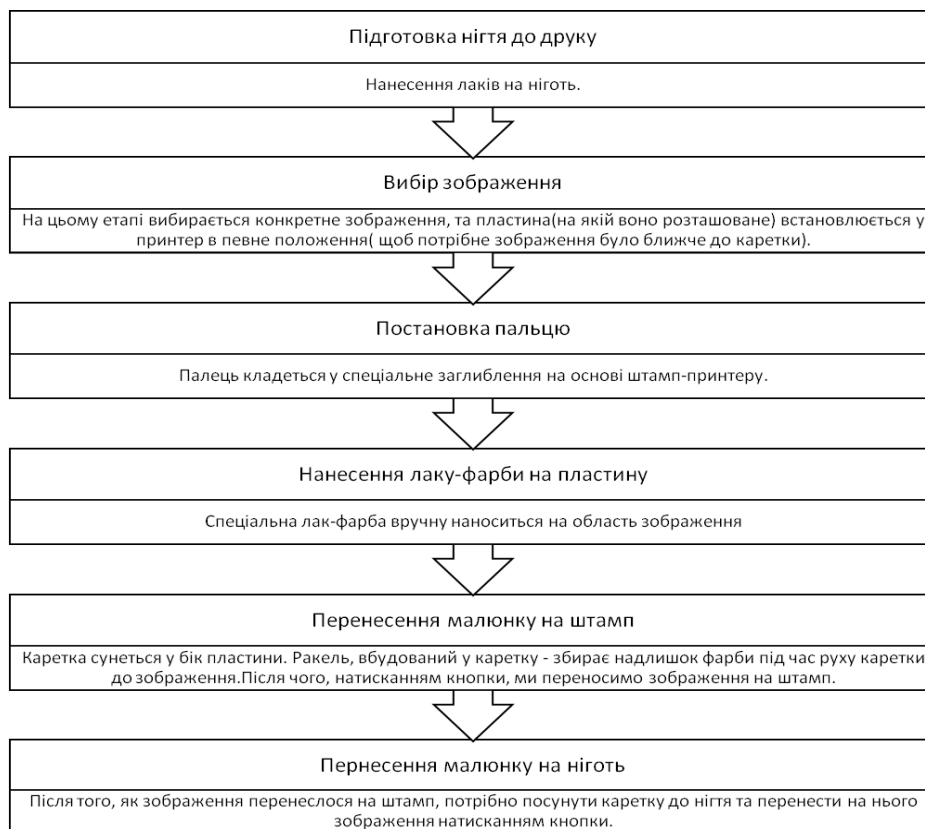 Підготовка нігтя до друку
Нанесення лаків на ніготь.
Вибір зображення
На цьому етапі вибирається конкретне зображення, та пластина(на якій воно розташоване) встановлюється у
принтер в певне положення( щоб потрібне зображення було ближче до каретки).
Постановка пальцю
Палець кладеться у спеціальне заглиблення на основі штамп-принтеру.
Нанесення лаку-фарби на пластину
Спеціальна лак-фарба вручну наноситься на область зображення
Перенесення малюнку на штамп
Каретка сунеться у бік пластини. Ракель, вбудований у каретку - збирає надлишок фарби під час руху каретки
до зображення.Після чого, натисканням кнопки, ми переносимо зображення на штамп.
Пернесення малюнку на ніготь
Після того, як зображення перенеслося на штамп, потрібно посунути каретку до нігтя та перенести на нього
зображення натисканням кнопки.